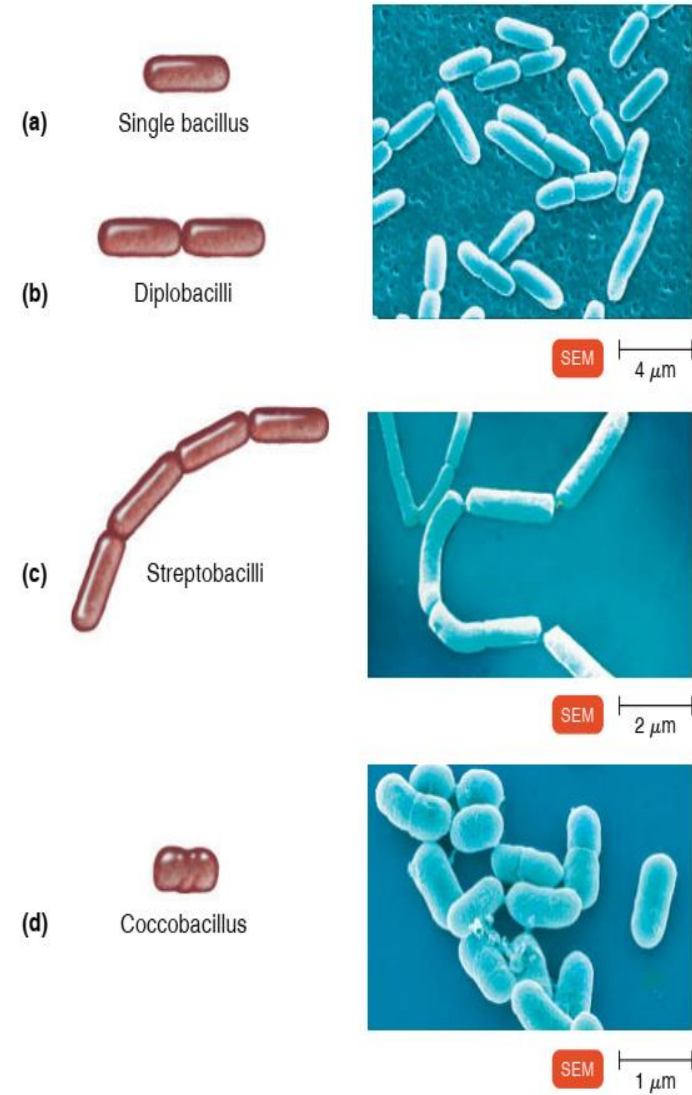 (a)
Single bacillus
(b)
Diplobacilli
SEM
4 μm
(c)
Streptobacilli
SEM
2 μm
(d)
Coccobacillus
SEM
1 μm